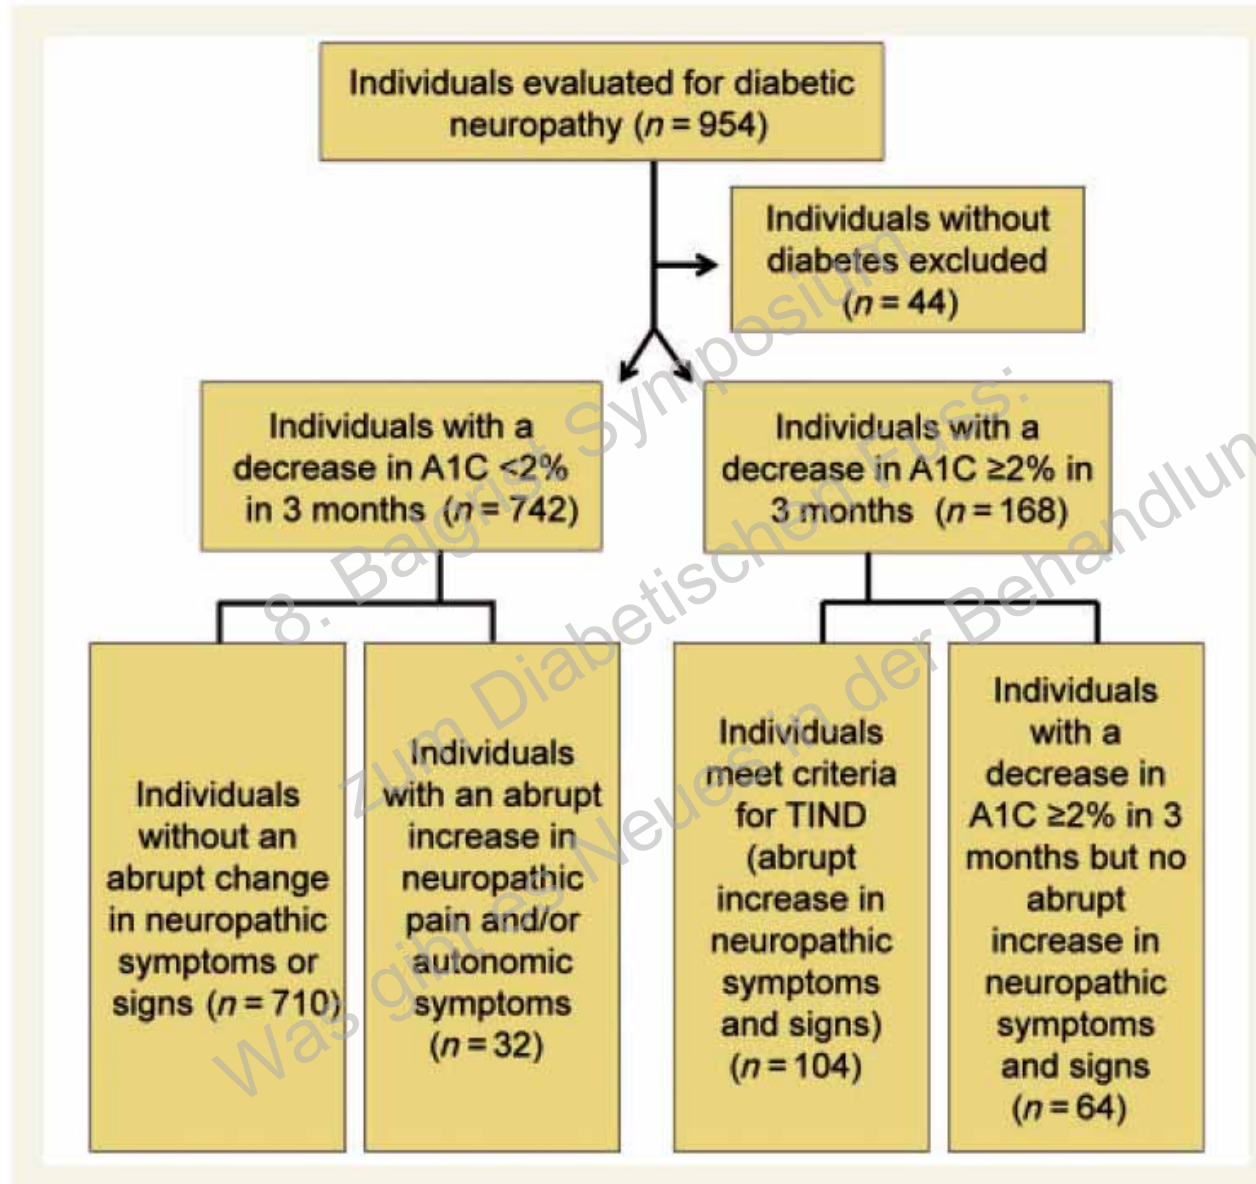 Individuals evaluated for diabetic
neuropathy (n = 954)
Individuals without
diabetes excluded
(n = 44)
Individuals with a
decrease in A1C <2%
in 3 months (n = 742)
Individuals with a
decrease in A1C ≥2% in
3 months (n = 168)
Individuals
without an
abrupt change
in neuropathic
symptoms or
signs (n = 710)
Individuals
with an abrupt
increase in
neuropathic
pain and/or
autonomic
symptoms
(n = 32)
Individuals
meet criteria
for TIND
(abrupt
increase in
neuropathic
symptoms
and signs)
(n = 104)
Individuals
with a
decrease in
A1C ≥2% in 3
months but no
abrupt
increase in
neuropathic
symptoms
and signs
(n = 64)
8. Balgrist Symposium
zum Diabetischen Fuss:
Was gibt es Neues in der Behandlun